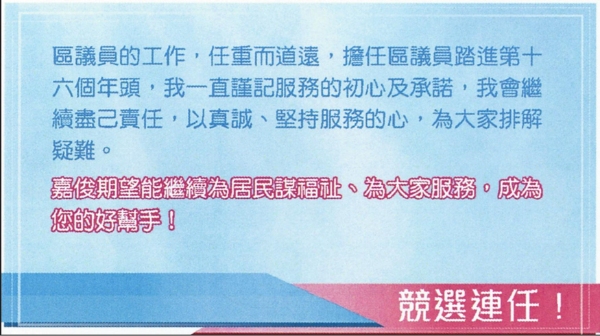 區議員的工作，任重而道遠，擔任區議員踏進第十
六個年頭，我一直謹記服務的初心及承諾，我會繼
續盡己責任，以真誠、堅持服務的心，為大家排解
疑難。
嘉俊期望能繼續為居民謀福祉、為大家服務，成為
您的好幫手！
競選連任！